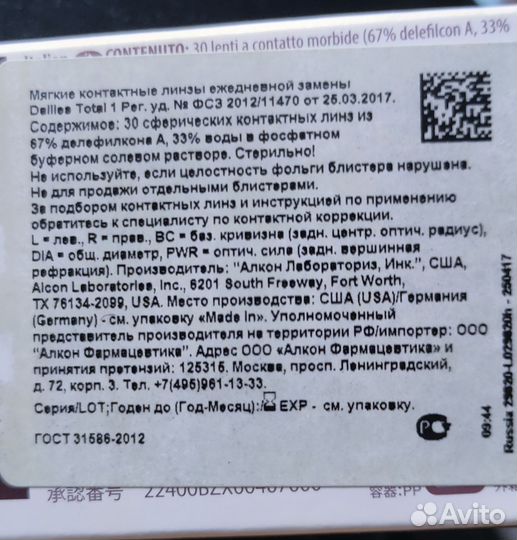 CONTENUTO: 30 lenti a contatto morbide (67% delefilcon A, 33%
Мягкие контактные линзы ежедневной замены
Dailies Total 1 Рег. уд. № ФСЗ 2012/11470 от 25.03.2017.
Содержимое: 30 сферических контактных линз из
67% делефилкона А, 33% воды в фосфатном
буферном солевом растворе. Стерильно!
Не используйте, если целостность фольги блистера нарушена.
Не для продажи отдельными блистерами.
За подбором контактных линз и инструкцией по применению
обратитесь к специалисту по контактной коррекции.
L = лев., R = прав., BC = баз. кривизна (задн. центр. оптич. радиус),
DIA = общ. диаметр, PWR = оптич. сила (задн. вершинная
рефракция). Производитель: "Алкон Лабораториз, Инк.", США,
Alcon Laboratories, Inc., 6201 South Freeway, Fort Worth,
TX 76134-2099, USA. Место производства: США (USA)/Германия
(Germany) - см. упаковку «Made In». Уполномоченный
представитель производителя на территории РФ/импортер: ООО
"Алкон Фармацевтика". Адрес ООО «Алкон Фармацевтика» и
принятия претензий: 125315, Москва, просп. Ленинградский,
д. 72, корп. 3. Тел. +7(495)961-13-33.
Серия/LOT;Годен до (Год-Месяц):/ EXP - см. упаковку.
ГОСТ 31586-2012
09:44
承認番号
容器:PP
Avito